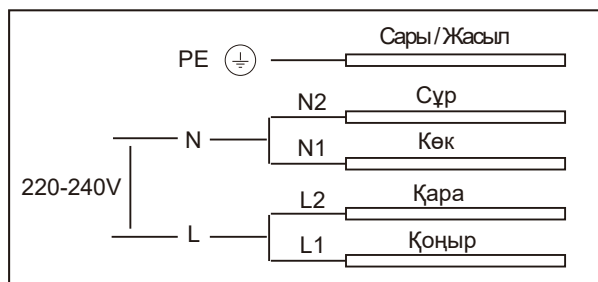 PE Сары/Жасыл
N2 Сұр
N
N1 Көк
220-240V
L2 Қара
L
L1 Қоңыр